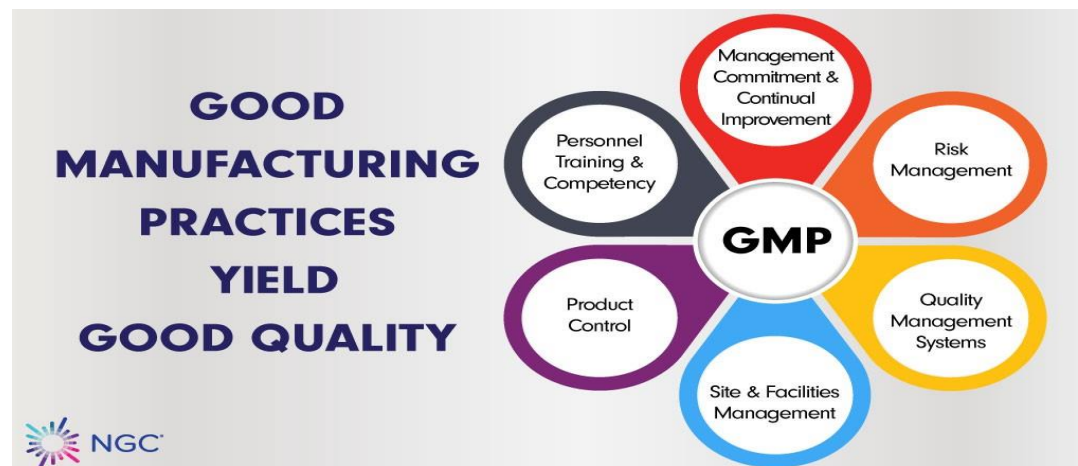 GOOD
MANUFACTURING
PRACTICES
YIELD
GOOD QUALITY
NGC
Management
Commitment &
Continual
Improvement
Risk
Management
Quality
Management
Systems
Site & Facilities
Management
Product
Control
Personnel
Training &
Competency
GMP